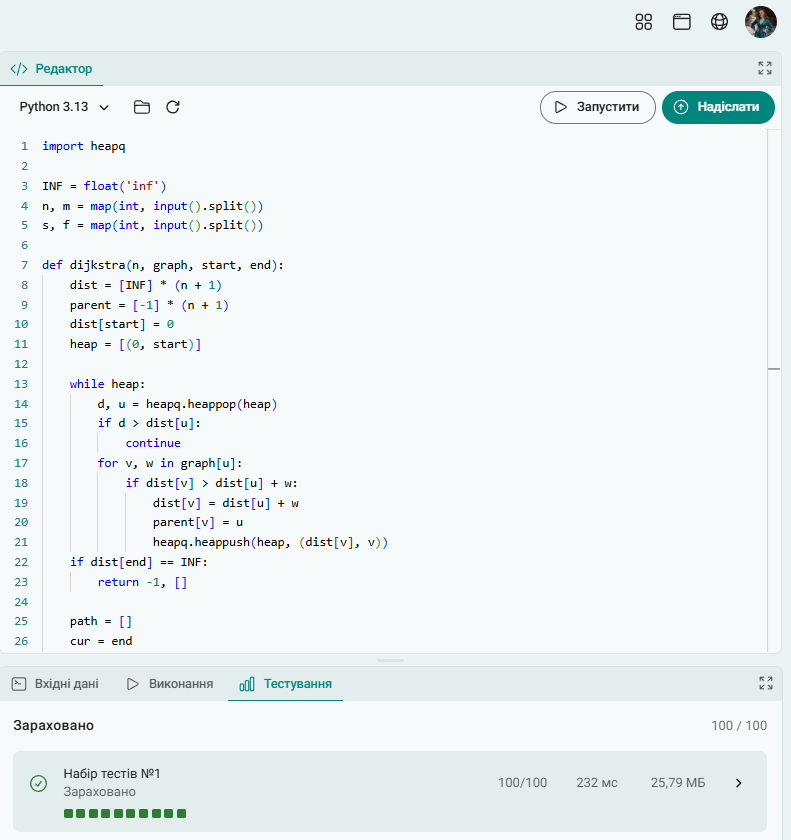 </> Редактор
Python 3.13
Запустити
Надіслати
1 import heapq
2
3 INF = float('inf')
4 n, m = map(int, input().split())
5 s, f = map(int, input().split())
6
7 def dijkstra(n, graph, start, end):
8     dist = [INF] * (n + 1)
9     parent = [-1] * (n + 1)
10     dist[start] = 0
11     heap = [(0, start)]
12
13     while heap:
14         d, u = heapq.heappop(heap)
15         if d > dist[u]:
16             continue
17         for v, w in graph[u]:
18             if dist[v] > dist[u] + w:
19                 dist[v] = dist[u] + w
20                 parent[v] = u
21                 heapq.heappush(heap, (dist[v], v))
22     if dist[end] == INF:
23         return -1, []
24
25     path = []
26     cur = end
Вхідні дані
Виконання
Тестування
Зараховано
100 / 100
Набір тестів №1
Зараховано
100/100
232 мс
25,79 МБ